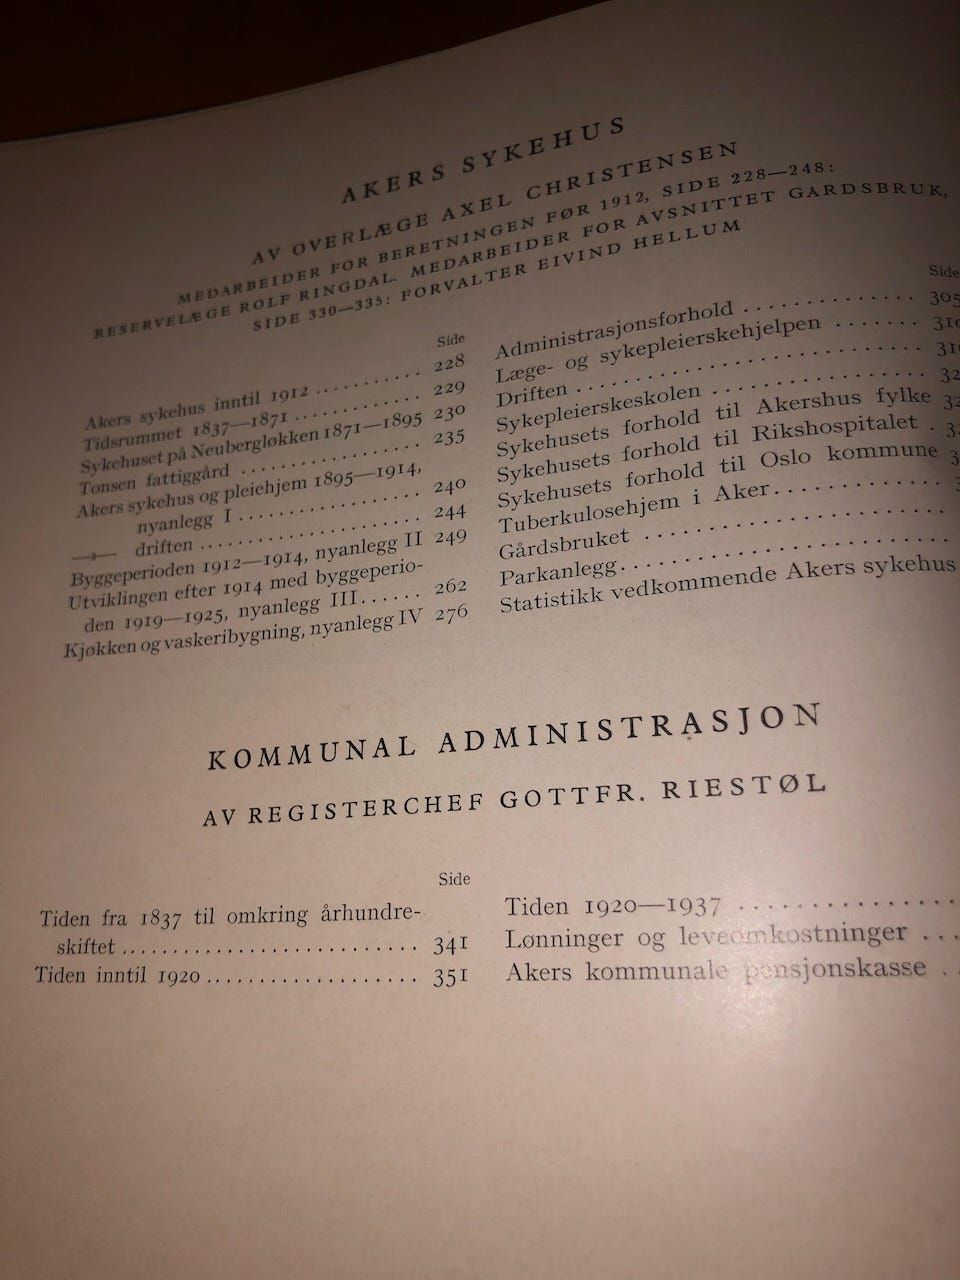 AKERS SYKEHUS
AV OVERLÆGE AXEL CHRISTENSEN
MEDARBEIDER FOR BERETNINGEN FØR 1912, SIDE 228—248:
RESERVELÆGE ROLF RINGDAL. MEDARBEIDER FOR AVSNITTET GARDSBRUK,
SIDE 330—335: FORVALTER EIVIND HELLUM
Side
Akers sykehus inntil 1912 ........... 228
Tidsrummet 1837—1871 ............ 229
Sykehuset på Neubergløkken 1871—1895 230
Tonsen fattiggård ................. 235
Akers sykehus og pleiehjem 1895—1914,
nyanlegg I ................. 240
—»— driften .................... 244
Byggeperioden 1912—1914, nyanlegg II 249
Utviklingen efter 1914 med byggeperio-
den 1919—1925, nyanlegg III...... 262
Kjøkken og vaskeribygning, nyanlegg IV 276
Side
Administrasjonsforhold ............. 305
Læge- og sykepleierskehjelpen .......
Driften .........................
Sykepleierskeskolen ................
Sykehusets forhold til Akershus fylke
Sykehusets forhold til Rikshospitalet .
Sykehusets forhold til Oslo kommune
Tuberkulosehjem i Aker.............
Gårdsbruket ......................
Parkanlegg........................
Statistikk vedkommende Akers sykehus
KOMMUNAL ADMINISTRASJON
AV REGISTERCHEF GOTTFR. RIESTØL
Side
Tiden fra 1837 til omkring århundre-
skiftet ........................... 341
Tiden inntil 1920 ................... 351
Tiden 1920—1937 .................
Lønninger og leveomkostninger ...
Akers kommunale pensjonskasse ..